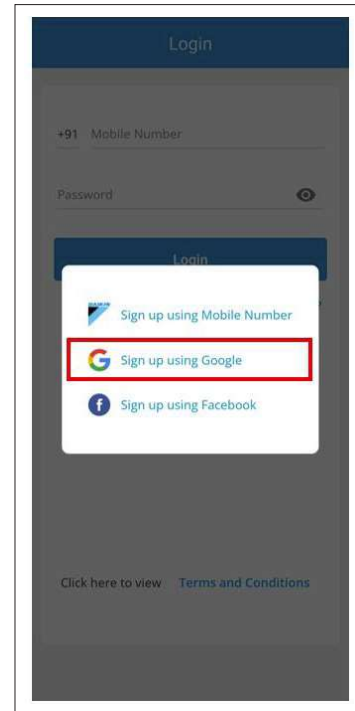 Login
+91 Mobile Number
Password
Login
Sign up using Mobile Number
Sign up using Google
Sign up using Facebook
Click here to view Terms and Conditions